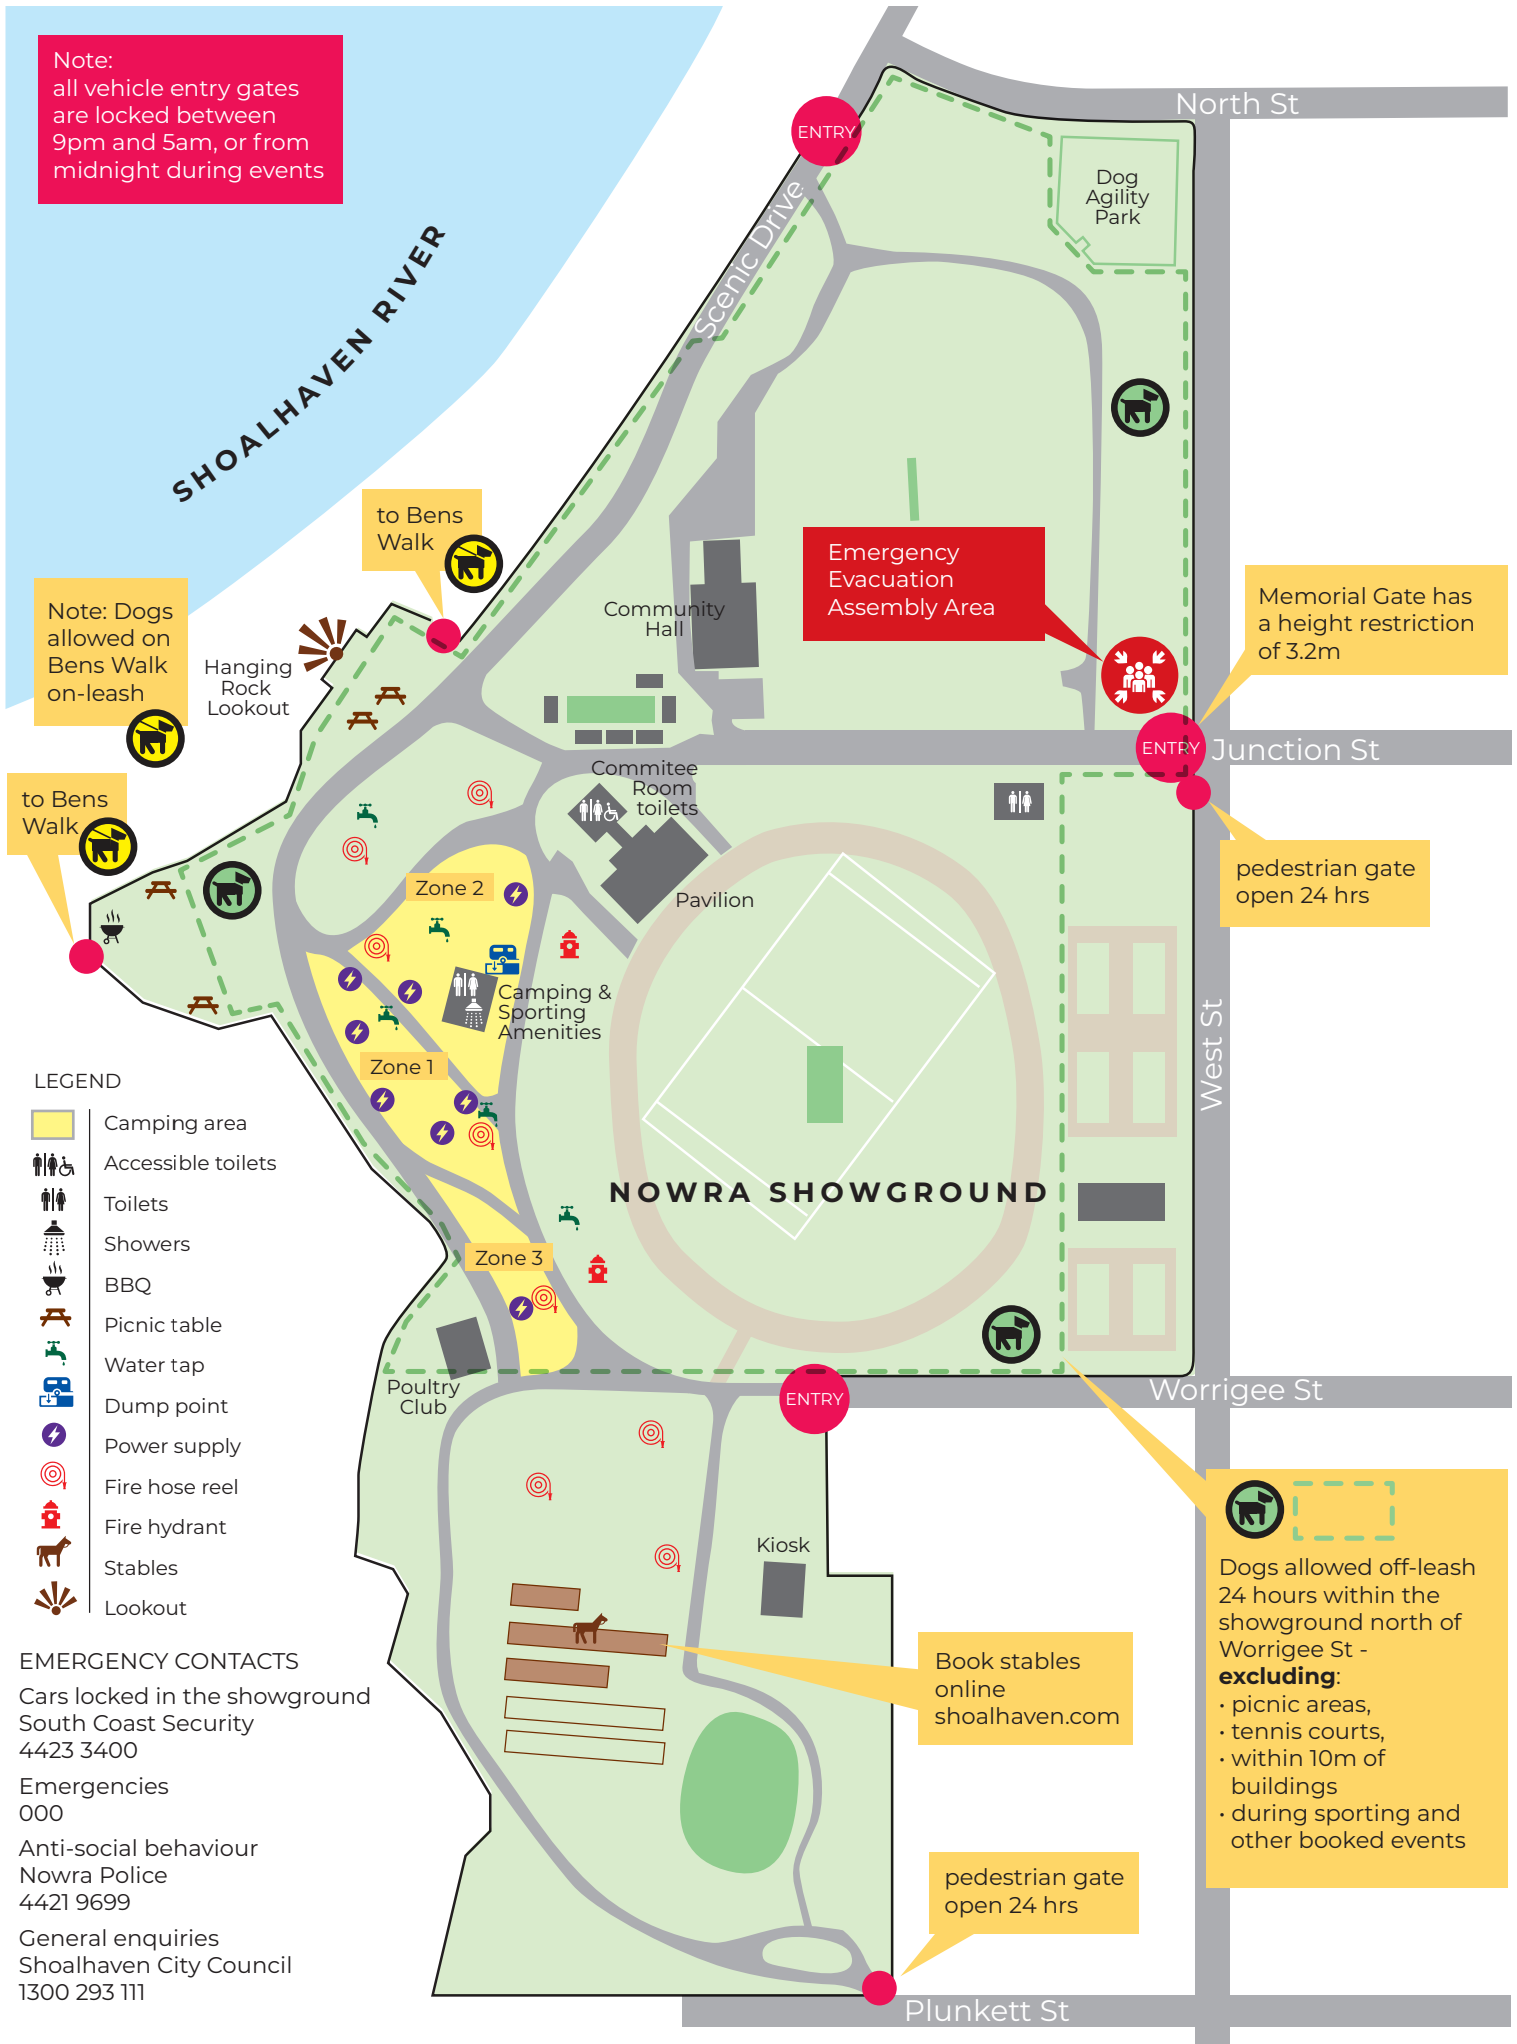 Note:
all vehicle entry gates
are locked between
9pm and 5am, or from
midnight during events
SHOALHAVEN RIVER
North St
ENTRY
Dog
Agility
Park
Scenic Drive
to Bens
Walk
Note: Dogs
allowed on
Bens Walk
on-leash
Hanging
Rock
Lookout
Community
Hall
Emergency
Evacuation
Assembly Area
Memorial Gate has
a height restriction
of 3.2m
ENTRY
Junction St
Commitee
Room
toilets
to Bens
Walk
pedestrian gate
open 24 hrs
Pavilion
Zone 2
Camping &
Sporting
Amenities
Zone 1
West St
NOWRA SHOWGROUND
Zone 3
Poultry
Club
ENTRY
Worrigee St
LEGEND
Camping area
Accessible toilets
Toilets
Showers
BBQ
Picnic table
Water tap
Dump point
Power supply
Fire hose reel
Fire hydrant
Stables
Lookout
Kiosk
Book stables
online
shoalhaven.com
Dogs allowed off-leash
24 hours within the
showground north of
Worrigee St -
excluding:
• picnic areas,
• tennis courts,
• within 10m of
buildings
• during sporting and
other booked events
EMERGENCY CONTACTS
Cars locked in the showground
South Coast Security
4423 3400
Emergencies
000
Anti-social behaviour
Nowra Police
4421 9699
General enquiries
Shoalhaven City Council
1300 293 111
pedestrian gate
open 24 hrs
Plunkett St